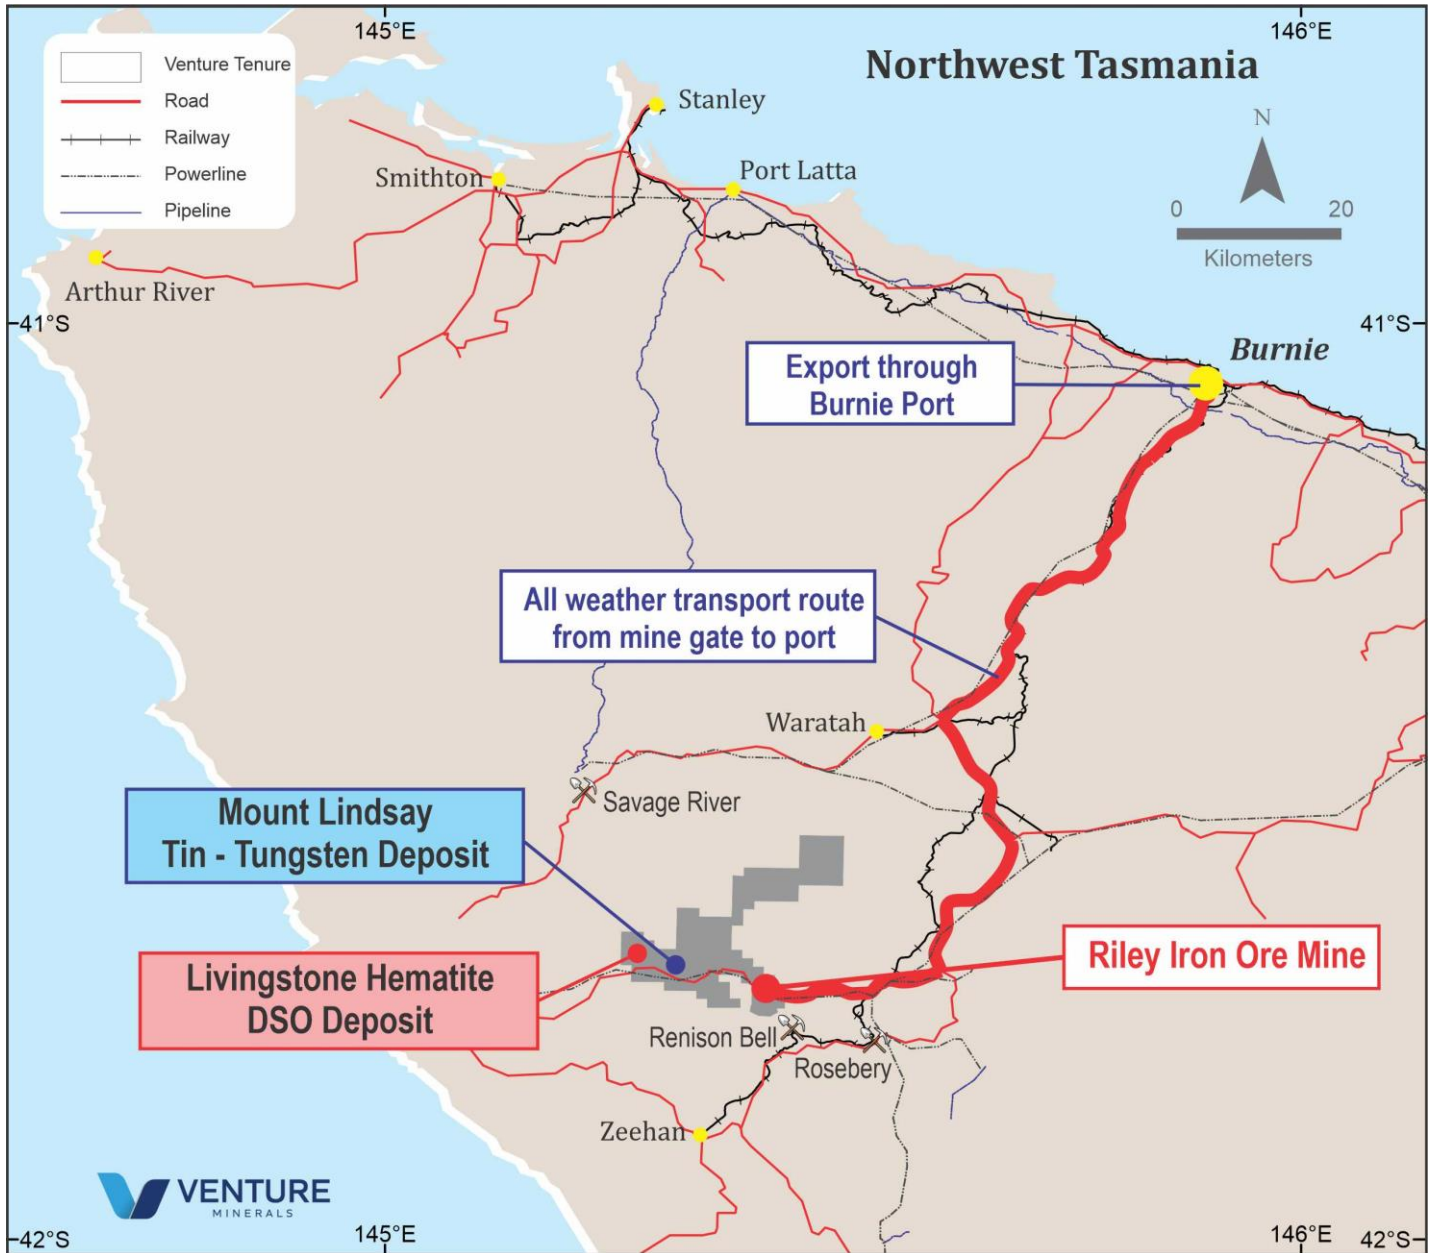 145°E
146°E
Northwest Tasmania
Venture Tenure
Road
Railway
Powerline
Pipeline
N
0 20
Kilometers
Stanley
Smithton
Port Latta
Arthur River
41°S
41°S
Burnie
Export through
Burnie Port
All weather transport route
from mine gate to port
Waratah
Savage River
Mount Lindsay
Tin - Tungsten Deposit
Livingstone Hematite
DSO Deposit
Riley Iron Ore Mine
Renison Bell
Rosebery
Zeehan
VENTURE
MINERALS
145°E
146°E
42°S
42°S